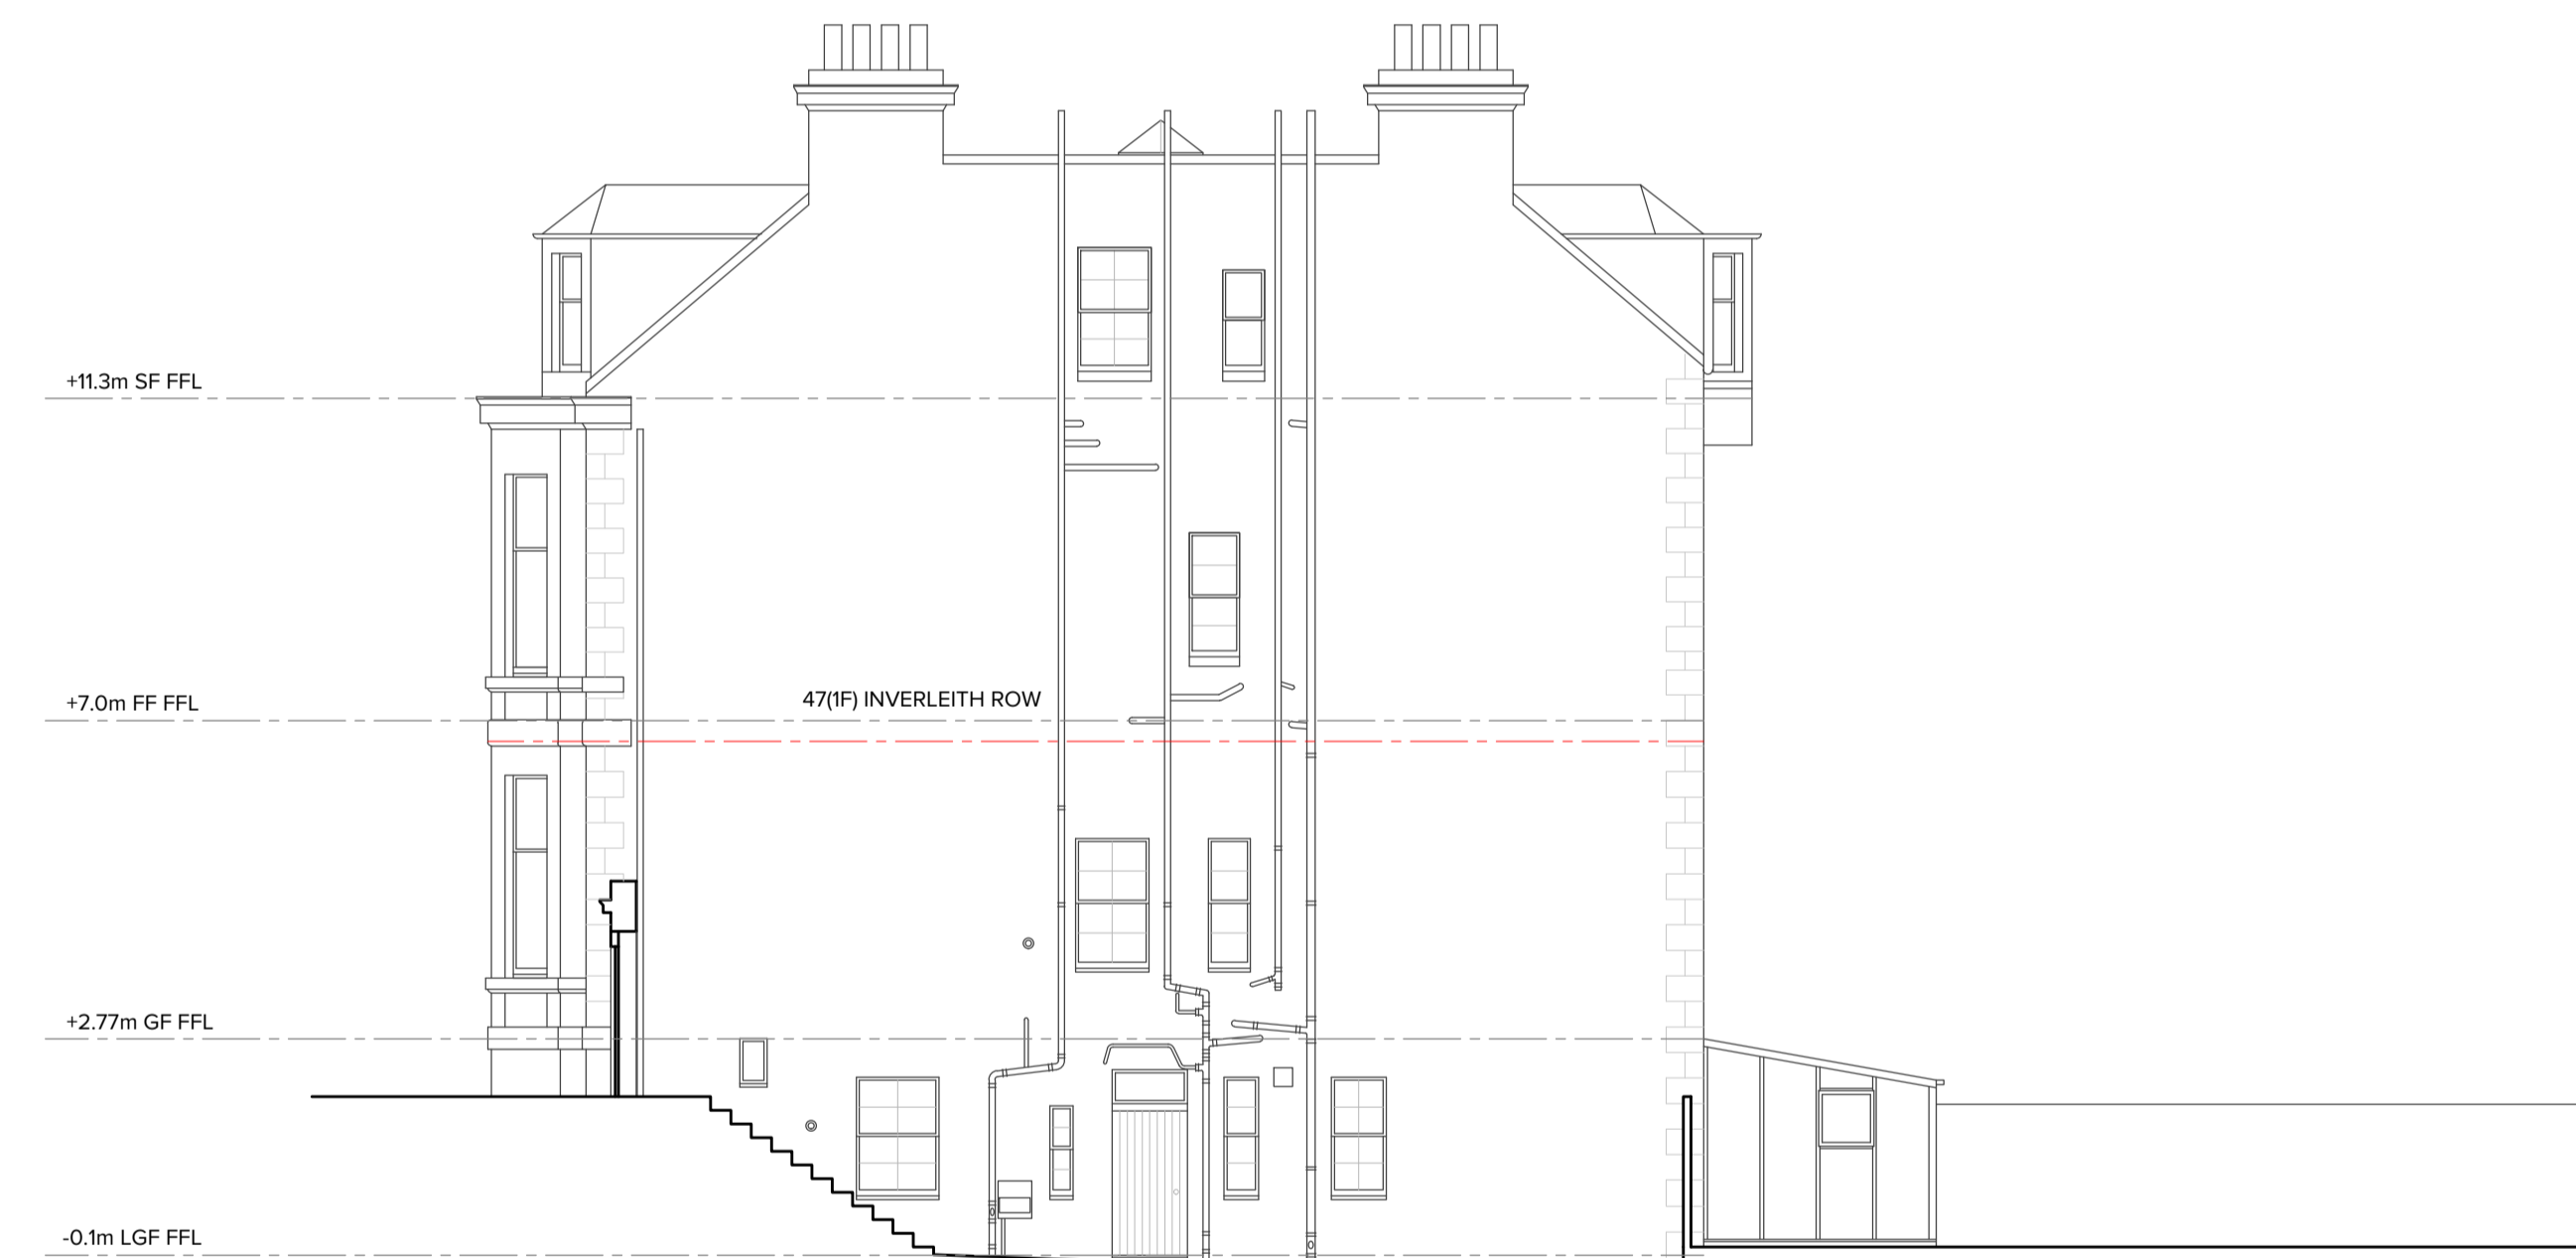 +11.3m SF FFL
+7.0m FF FFL
47(1F) INVERLEITH ROW
+2.77m GF FFL
-0.1m LGF FFL